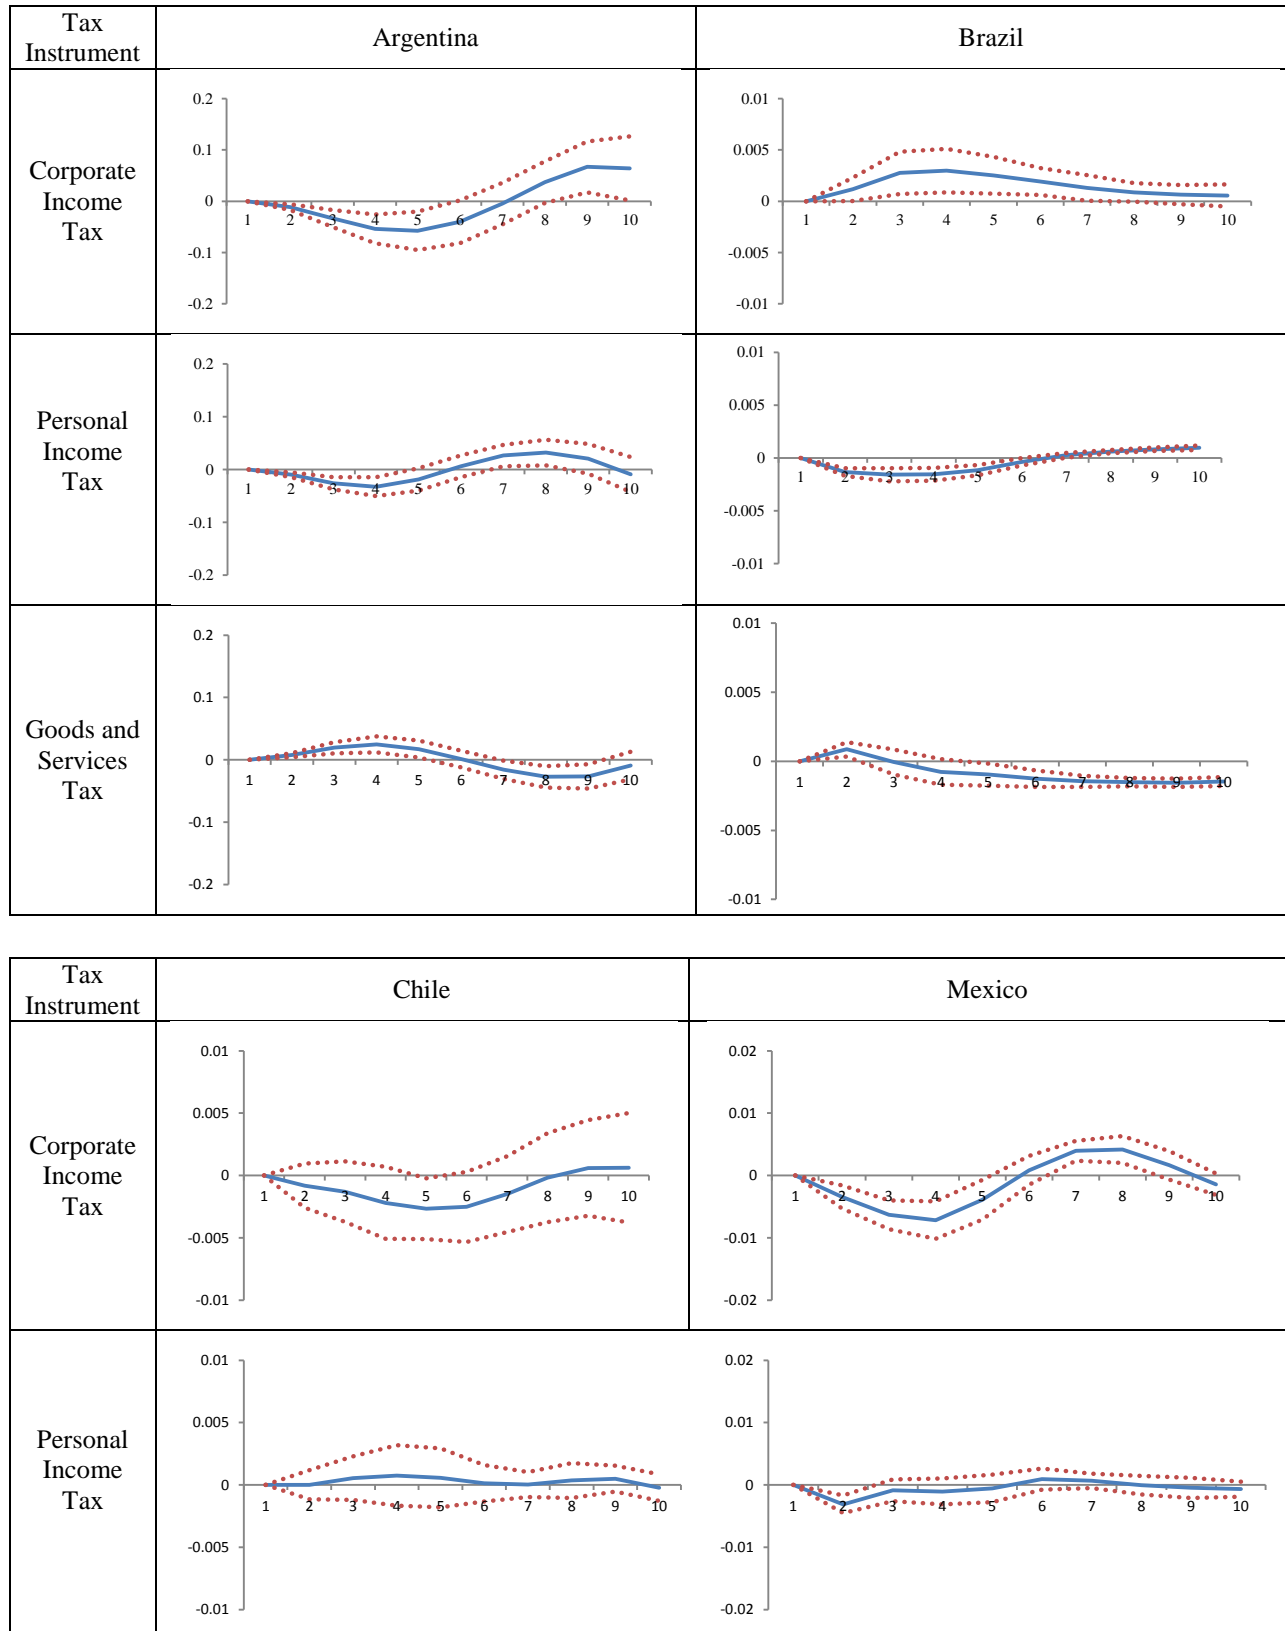 Tax
Instrument
Argentina
Brazil
Corporate
Income
Tax
0.2
0.1
0
-0.1
-0.2
1 2 3 4 5 6 7 8 9 10
0.01
0.005
0
-0.005
-0.01
1 2 3 4 5 6 7 8 9 10
Personal
Income
Tax
0.2
0.1
0
-0.1
-0.2
1 2 3 4 5 6 7 8 9 10
0.01
0.005
0
-0.005
-0.01
1 2 3 4 5 6 7 8 9 10
Goods and
Services
Tax
0.2
0.1
0
-0.1
-0.2
1 2 3 4 5 6 7 8 9 10
0.01
0.005
0
-0.005
-0.01
1 2 3 4 5 6 7 8 9 10
Tax
Instrument
Chile
Mexico
Corporate
Income
Tax
0.01
0.005
0
-0.005
-0.01
1 2 3 4 5 6 7 8 9 10
0.02
0.01
0
-0.01
-0.02
1 2 3 4 5 6 7 8 9 10
Personal
Income
Tax
0.01
0.005
0
-0.005
-0.01
1 2 3 4 5 6 7 8 9 10
0.02
0.01
0
-0.01
-0.02
1 2 3 4 5 6 7 8 9 10